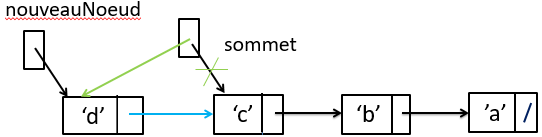 nouveauNoeud
sommet
‘d’ ‘c’ ‘b’ ’a’ /